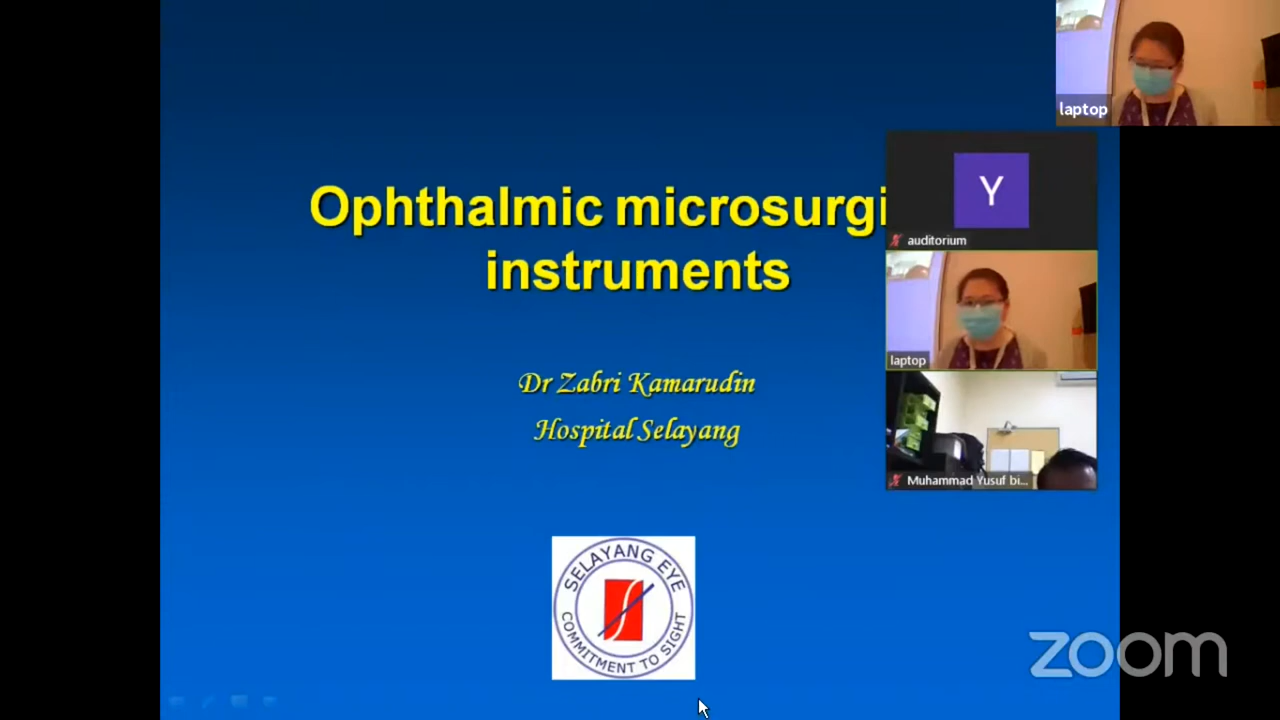 laptop
Y
auditorium
Ophthalmic microsurgi
instruments
laptop
Dr Zabri Kamarudin
Hospital Selayang
Muhammad Yusuf bi...
SELAYANG EYE
COMMITMENT TO SIGHT
zoom